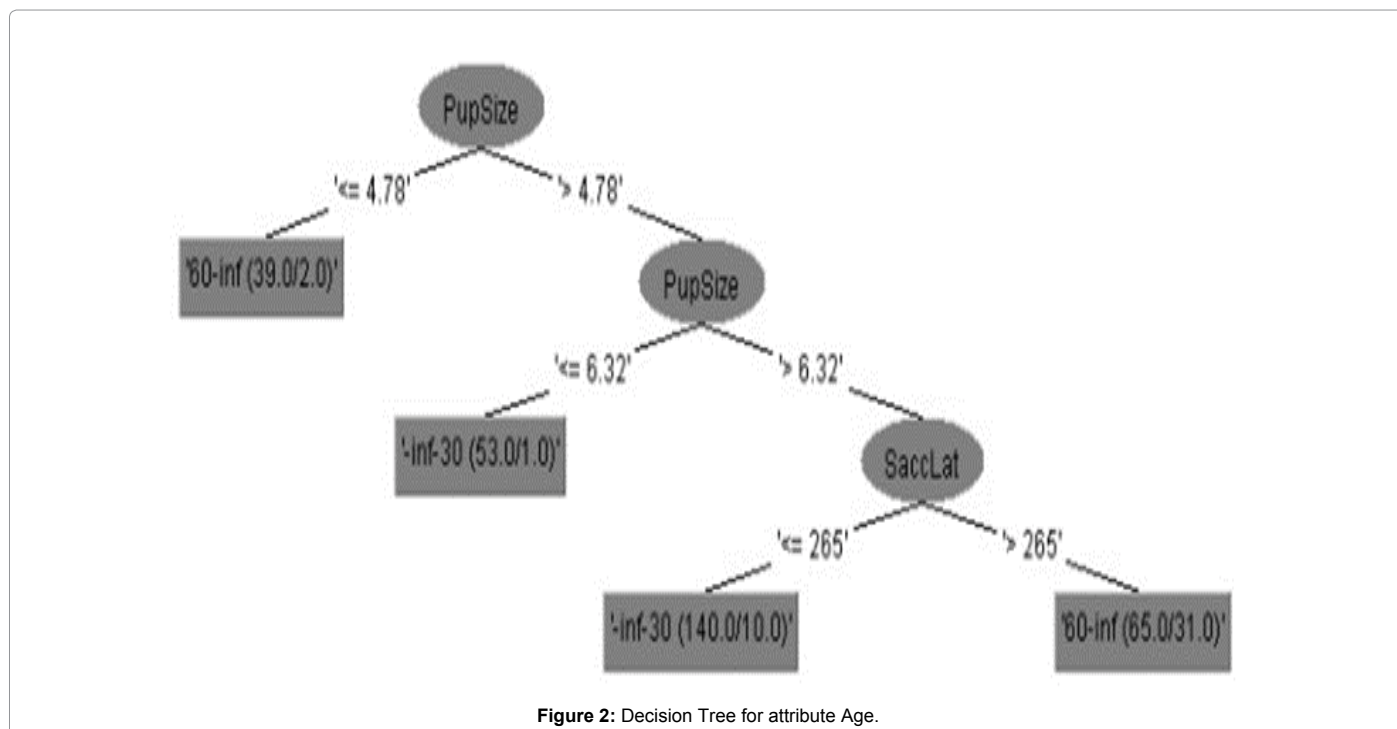 PupSize
'<= 4.78'
'> 4.78'
'60-inf (39.0/2.0)'
PupSize
'<= 6.32'
'> 6.32'
'-inf-30 (53.0/1.0)'
SaccLat
'<= 265'
'> 265'
'-inf-30 (140.0/10.0)'
'60-inf (65.0/31.0)'
Figure 2: Decision Tree for attribute Age.